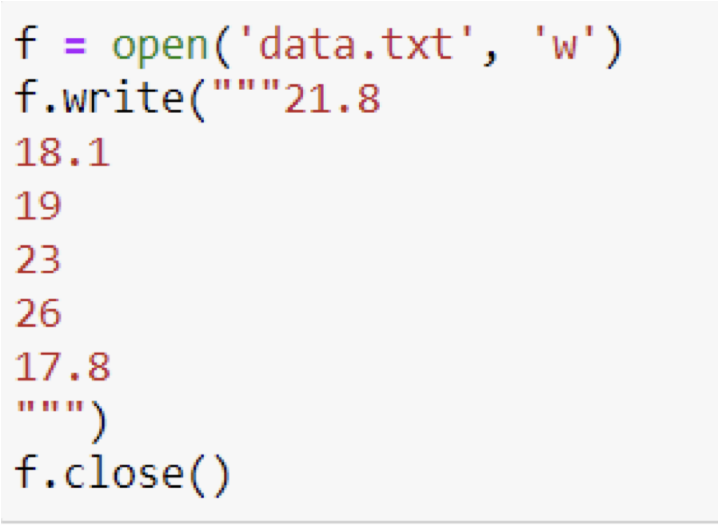 f = open('data.txt', 'w')
f.write("""21.8
18.1
19
23
26
17.8
""")
f.close()